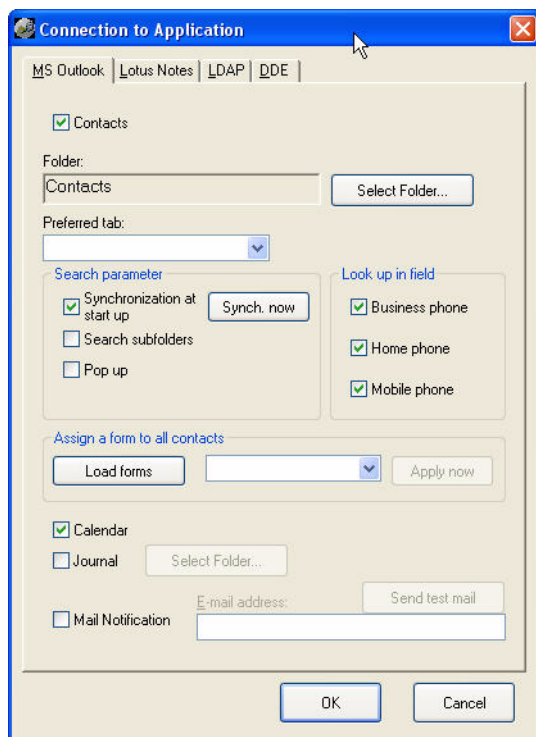 Connection to Application
MS Outlook Lotus Notes LDAP DDE
Contacts
Folder:
Contacts
Select Folder...
Preferred tab:
Search parameter
Synchronization at
start up
Synch. now
Search subfolders
Pop up
Look up in field
Business phone
Home phone
Mobile phone
Assign a form to all contacts
Load forms
Apply now
Calendar
Journal
Select Folder...
Mail Notification
E-mail address:
Send test mail
OK
Cancel